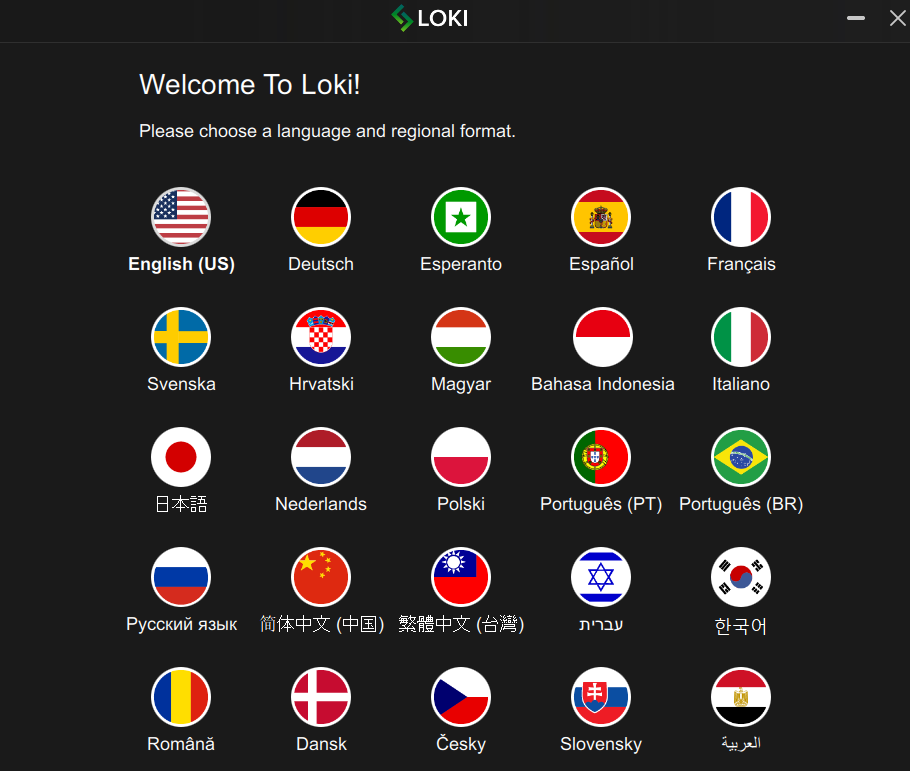 LOKI
Welcome To Loki!
Please choose a language and regional format.
English (US)
Deutsch
Esperanto
Español
Français
Svenska
Hrvatski
Magyar
Bahasa Indonesia
Italiano
日本語
Nederlands
Polski
Português (PT)
Português (BR)
Русский язык
简体中文 (中国)
繁體中文 (台灣)
עברית
한국어
Română
Dansk
Česky
Slovensky
العربية